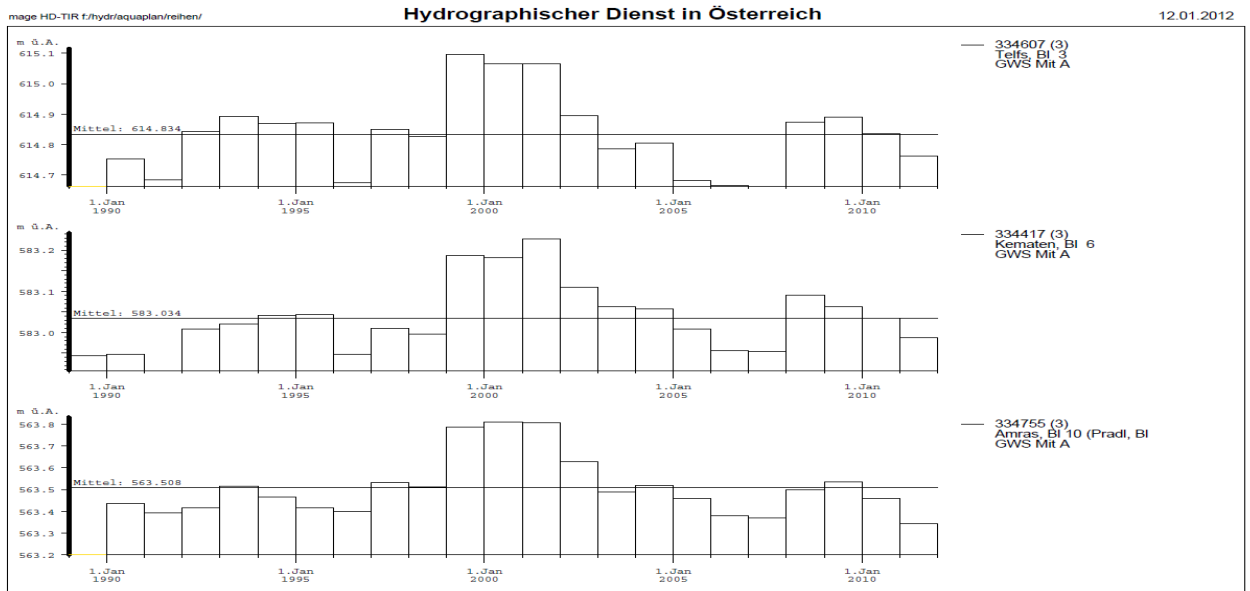 mage HD-TIR f:/hydr/aquaplan/reihen/ Hydrographischer Dienst in Österreich 12.01.2012
m ü.A.
615.1
615.0
614.9
Mittel: 614.834
614.8
614.7
1.Jan 1.Jan 1.Jan 1.Jan 1.Jan
1990 1995 2000 2005 2010
334607 (3)
Telfs, Bl 3
GWS Mit A
m ü.A.
583.2
583.1
Mittel: 583.034
583.0
1.Jan 1.Jan 1.Jan 1.Jan 1.Jan
1990 1995 2000 2005 2010
334417 (3)
Kematen, Bl 6
GWS Mit A
m ü.A.
563.8
563.7
563.6
Mittel: 563.508
563.5
563.4
563.3
563.2
1.Jan 1.Jan 1.Jan 1.Jan 1.Jan
1990 1995 2000 2005 2010
334755 (3)
Amras, Bl 10 (Pradl, Bl
GWS Mit A